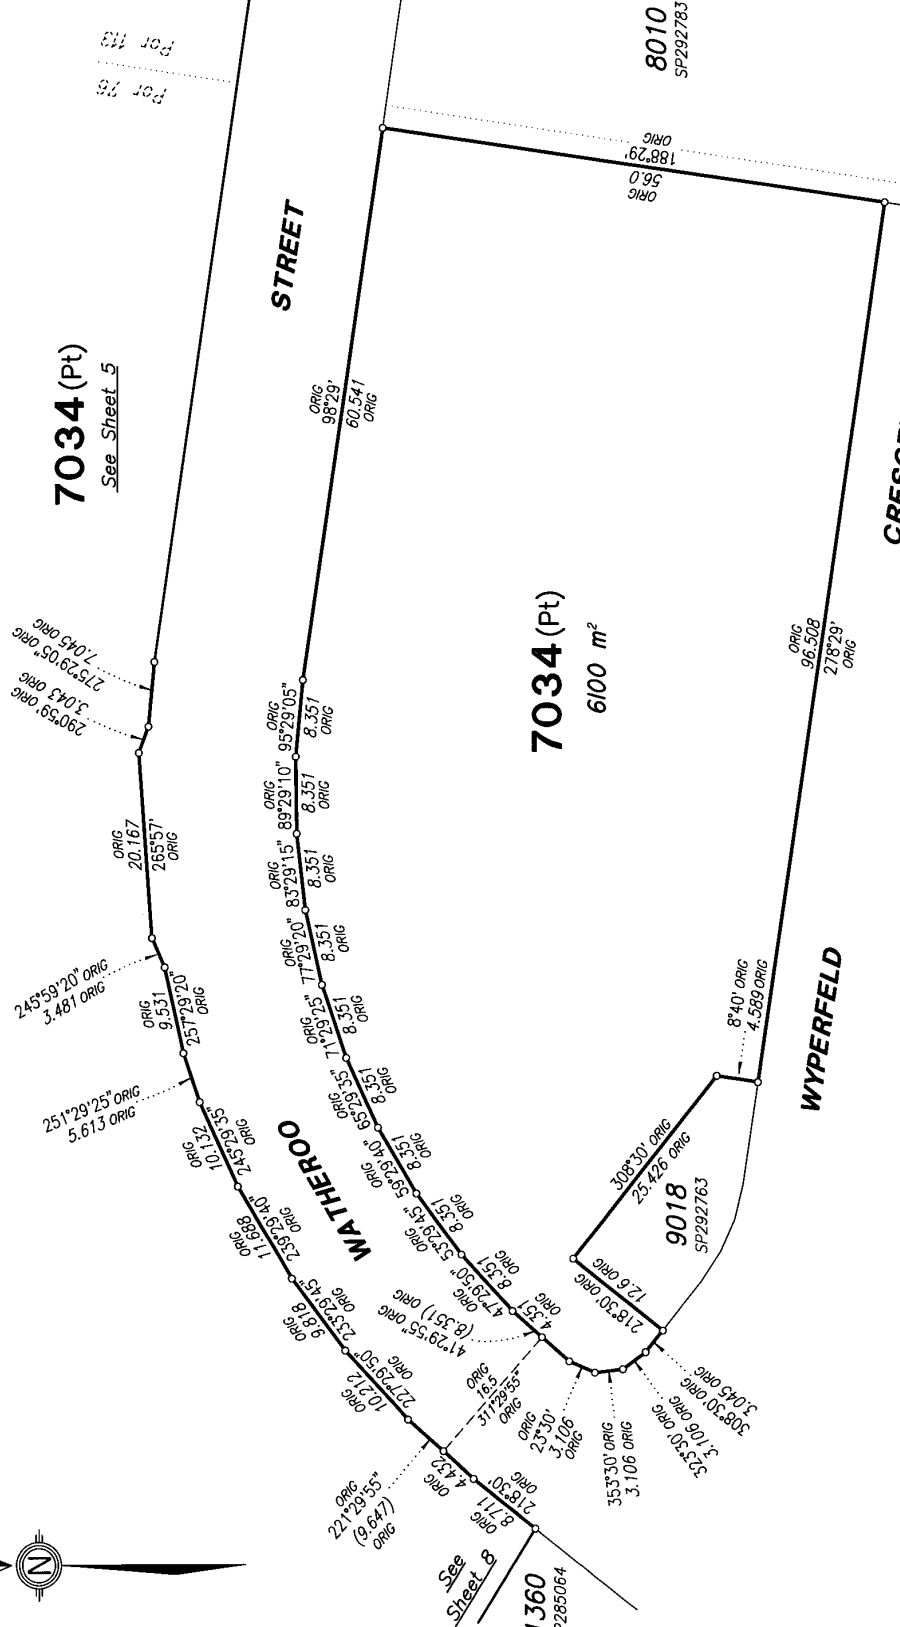 Por 113
Por 76
8010
SP292783
ORIG
188°29'
56.0
ORIG
STREET
7034 (Pt)
See Sheet 5
ORIG
98°29'
60.541
ORIG
275°29'05" ORIG
7.045 ORIG
290°59' ORIG
3.043 ORIG
7034 (Pt)
6100 m²
ORIG
96.508
278°29'
ORIG
ORIG
20.167
265°57'
ORIG
ORIG
95°29'05"
8.351
ORIG
ORIG
89°29'10"
8.351
ORIG
ORIG
83°29'15"
8.351
ORIG
ORIG
77°29'20"
8.351
ORIG
ORIG
71°29'25"
8.351
ORIG
ORIG
65°29'35"
8.351
ORIG
ORIG
59°29'40"
8.351
ORIG
ORIG
53°29'45"
8.351
ORIG
ORIG
47°29'50"
8.351
ORIG
4.351
ORIG
41°29'55" ORIG
(8.351) ORIG
245°59'20" ORIG
3.481 ORIG
ORIG
9.531
257°29'20"
ORIG
251°29'25" ORIG
5.613 ORIG
ORIG
10.132
245°29'35"
ORIG
ORIG
11.688
239°29'40"
ORIG
ORIG
9.818
233°29'45"
ORIG
ORIG
10.212
227°29'50"
ORIG
WATHEROO
WYPERFELD
8°40' ORIG
4.589 ORIG
308°30' ORIG
25.426 ORIG
9018
SP292763
218°30' ORIG
12.6 ORIG
ORIG
16.5
311°29'55"
ORIG
ORIG
23°30'
3.106
ORIG
353°30' ORIG
3.106 ORIG
323°30' ORIG
3.106 ORIG
308°30' ORIG
3.045 ORIG
ORIG
221°29'55"
(9.647)
ORIG
4.432
ORIG
218°30'
ORIG
8.711
ORIG
See
Sheet 8
N